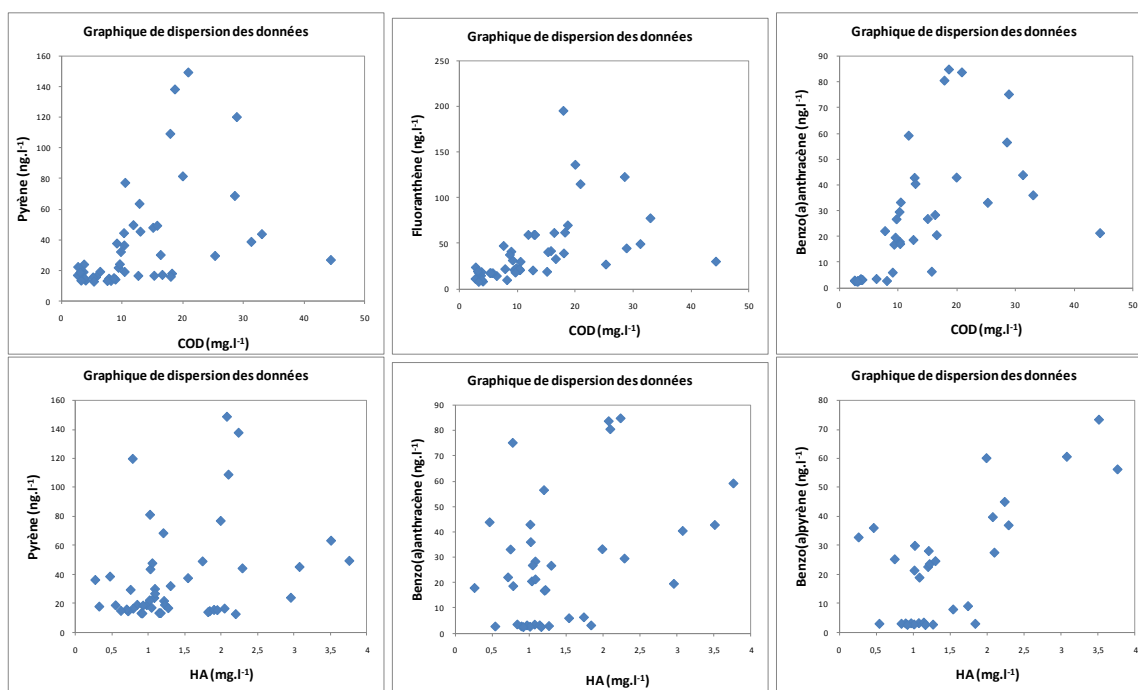 Graphique de dispersion des données
160
140
120
100
80
60
40
20
0
Pyrène (ng.l-1)
0 10 20 30 40 50
COD (mg.l-1)
Graphique de dispersion des données
250
200
150
100
50
0
Fluoranthène (ng.l-1)
0 10 20 30 40 50
COD (mg.l-1)
Graphique de dispersion des données
90
80
70
60
50
40
30
20
10
0
Benzo(a)anthracène (ng.l-1)
0 10 20 30 40 50
COD (mg.l-1)
Graphique de dispersion des données
160
140
120
100
80
60
40
20
0
Pyrène (ng.l-1)
0 0,5 1 1,5 2 2,5 3 3,5 4
HA (mg.l-1)
Graphique de dispersion des données
90
80
70
60
50
40
30
20
10
0
Benzo(a)anthracène (ng.l-1)
0 0,5 1 1,5 2 2,5 3 3,5 4
HA (mg.l-1)
Graphique de dispersion des données
80
70
60
50
40
30
20
10
0
Benzo(a)pyrène (ng.l-1)
0 0,5 1 1,5 2 2,5 3 3,5 4
HA (mg.l-1)